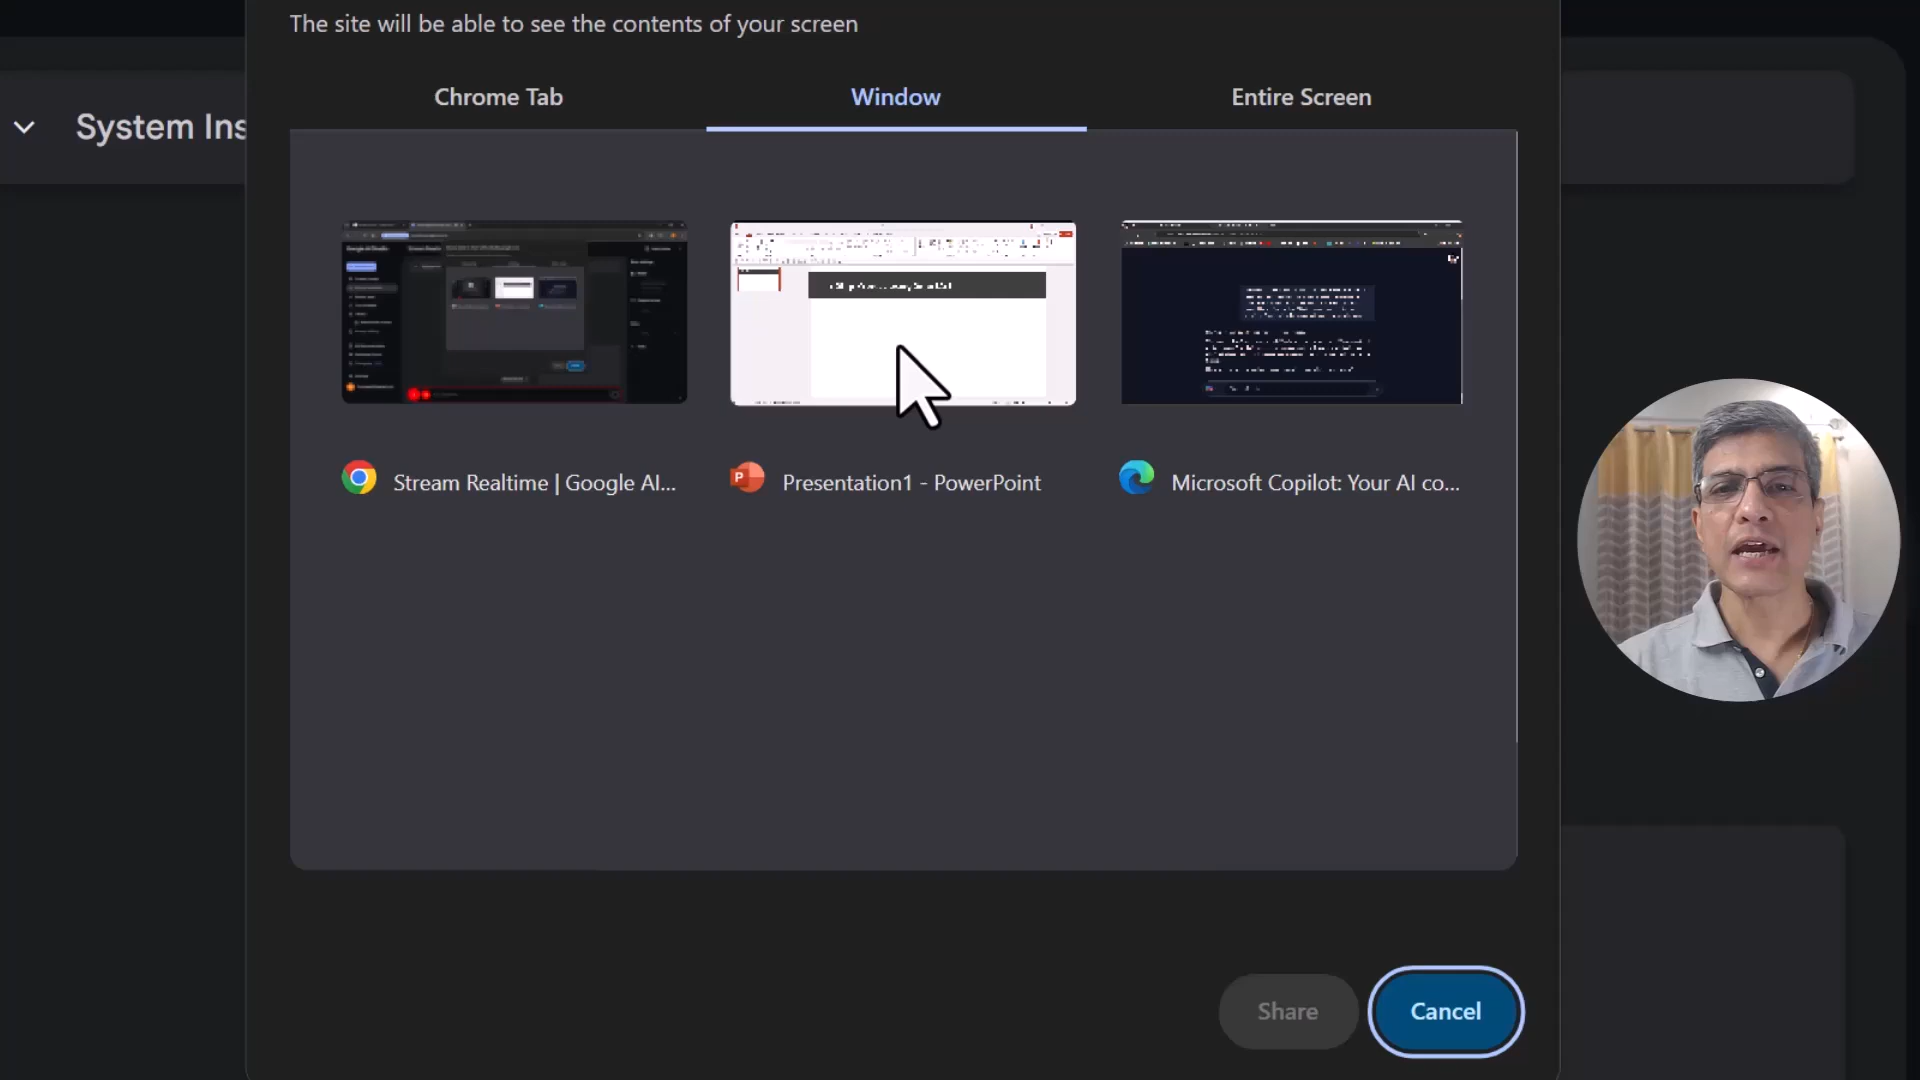 The site will be able to see the contents of your screen
Chrome Tab
Window
Entire Screen
System Ins
Stream Realtime | Google AI...
Presentation1 - PowerPoint
Microsoft Copilot: Your AI co...
Share
Cancel